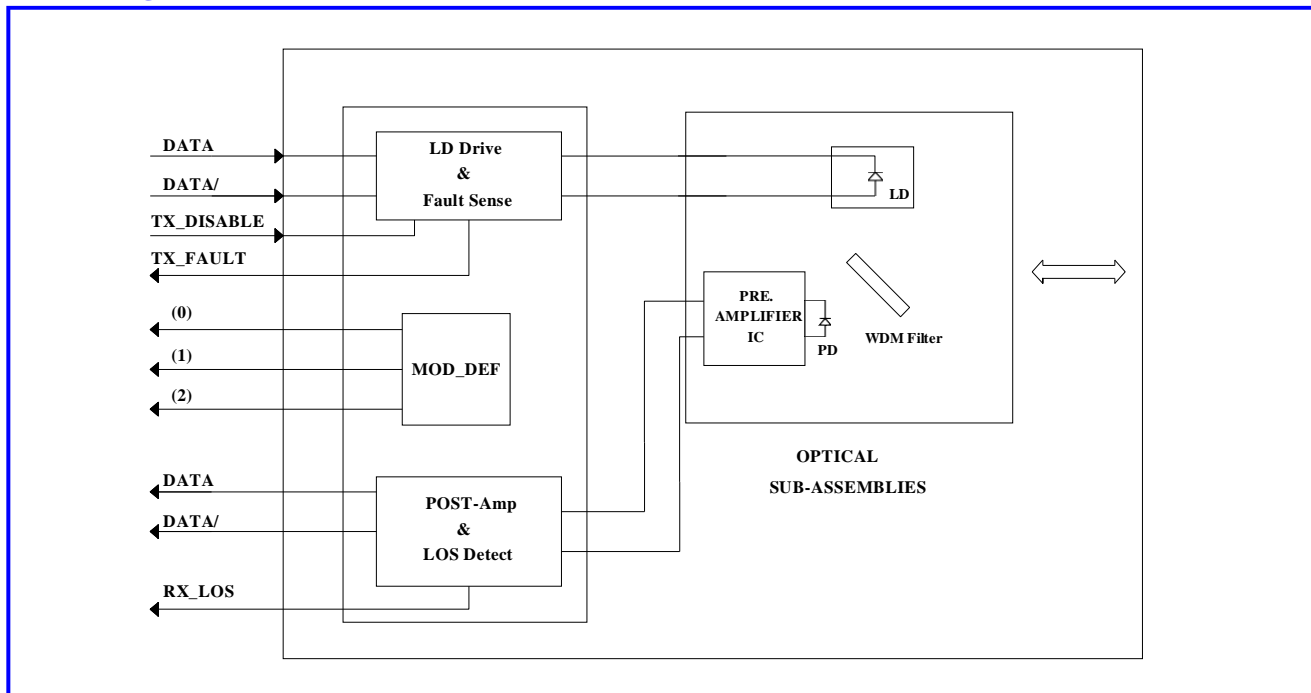 DATA
DATA/
TX_DISABLE
TX_FAULT
(0)
(1)
(2)
DATA
DATA/
RX_LOS
LD Drive
&
Fault Sense
MOD_DEF
POST-Amp
&
LOS Detect
LD
PRE.
AMPLIFIER
IC
PD
WDM Filter
OPTICAL
SUB-ASSEMBLIES